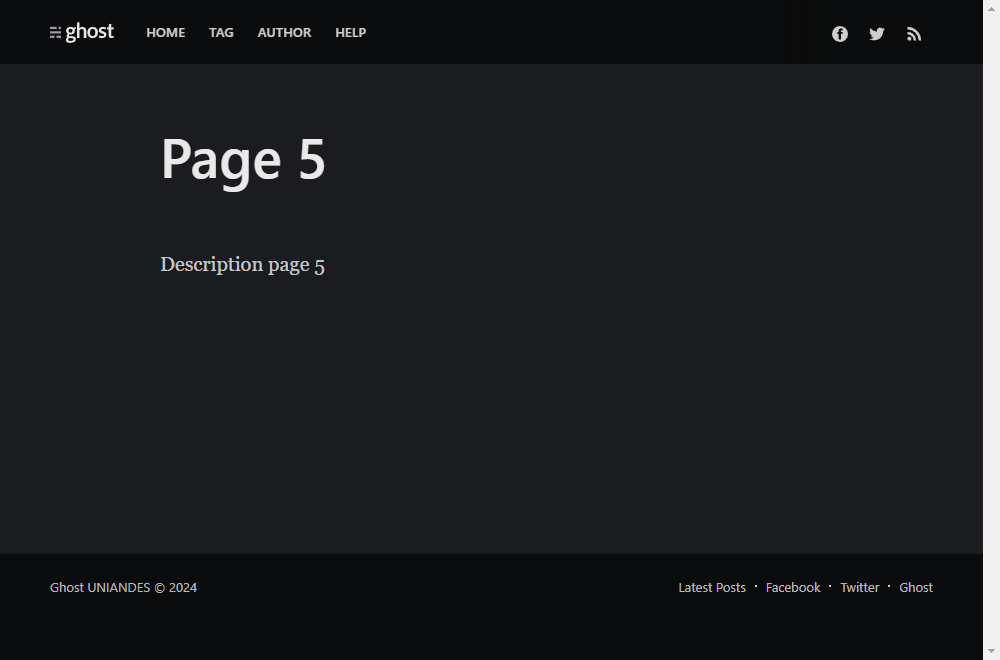 ghost HOME TAG AUTHOR HELP
Page 5
Description page 5
Ghost UNIANDES © 2024 Latest Posts · Facebook · Twitter · Ghost